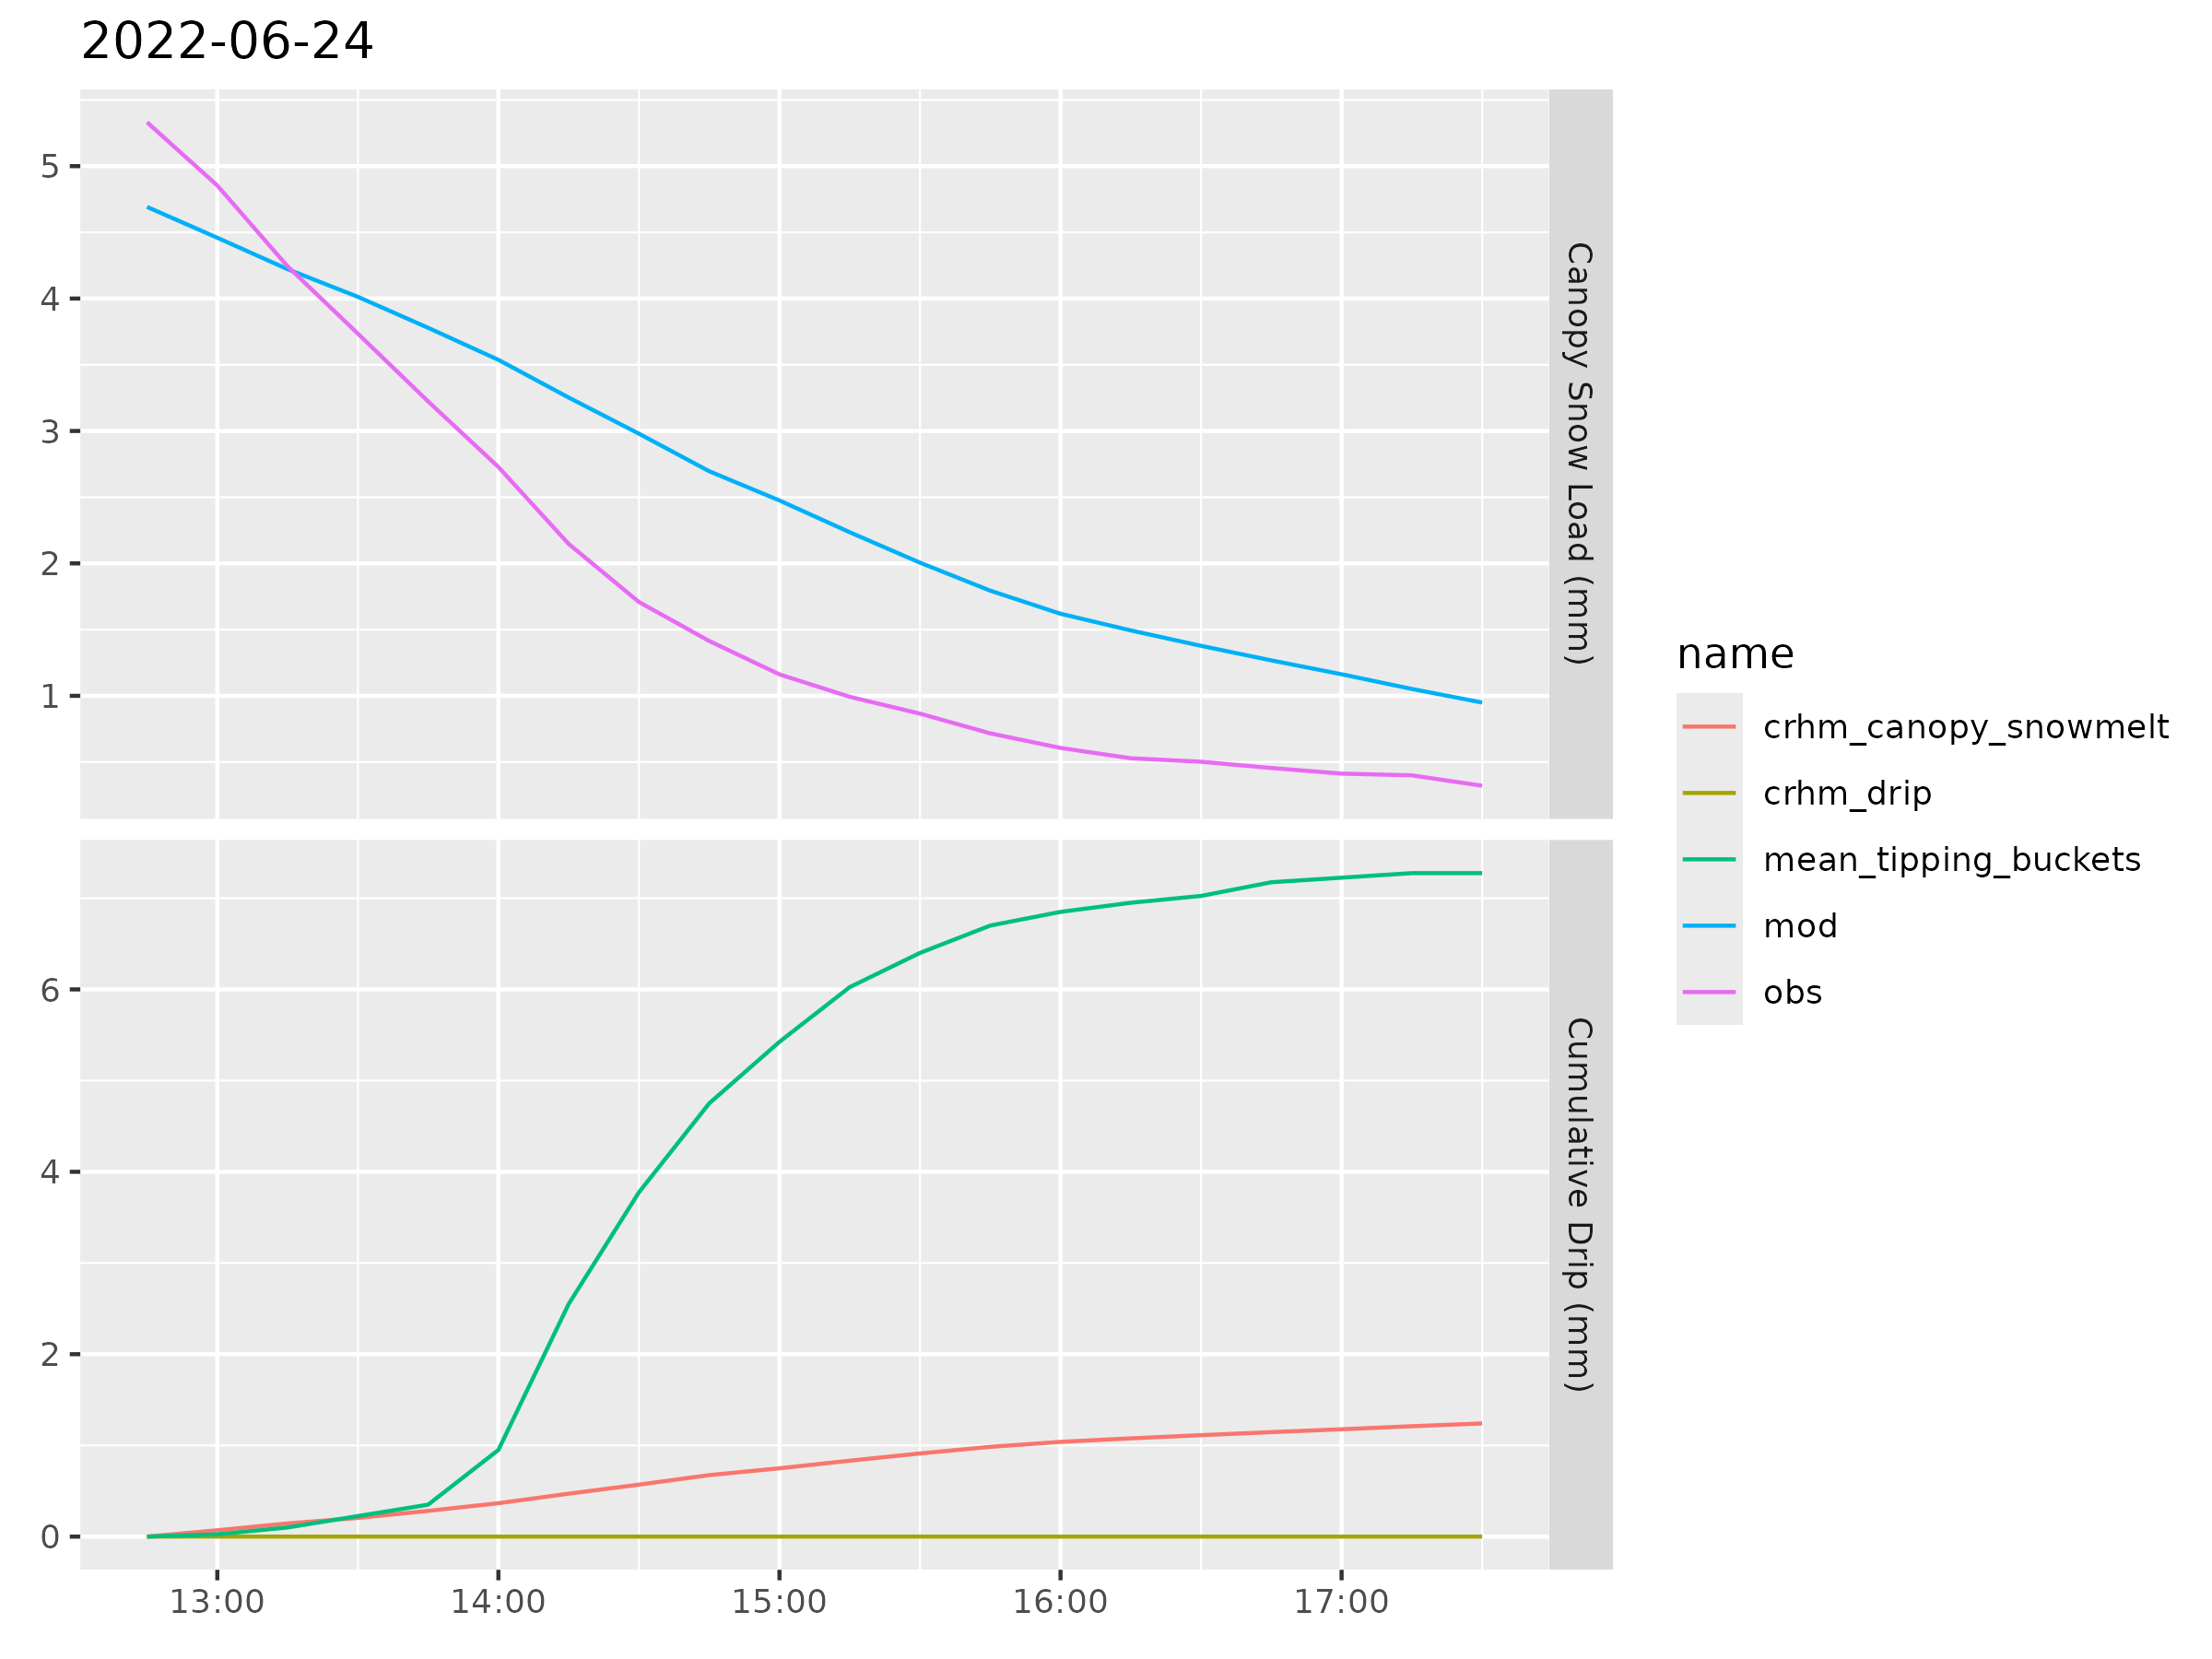 2022-06-24
5
4
3
2
1
Canopy Snow Load (mm)
6
4
2
0
Cumulative Drip (mm)
13:00
14:00
15:00
16:00
17:00
name
crhm_canopy_snowmelt
crhm_drip
mean_tipping_buckets
mod
obs